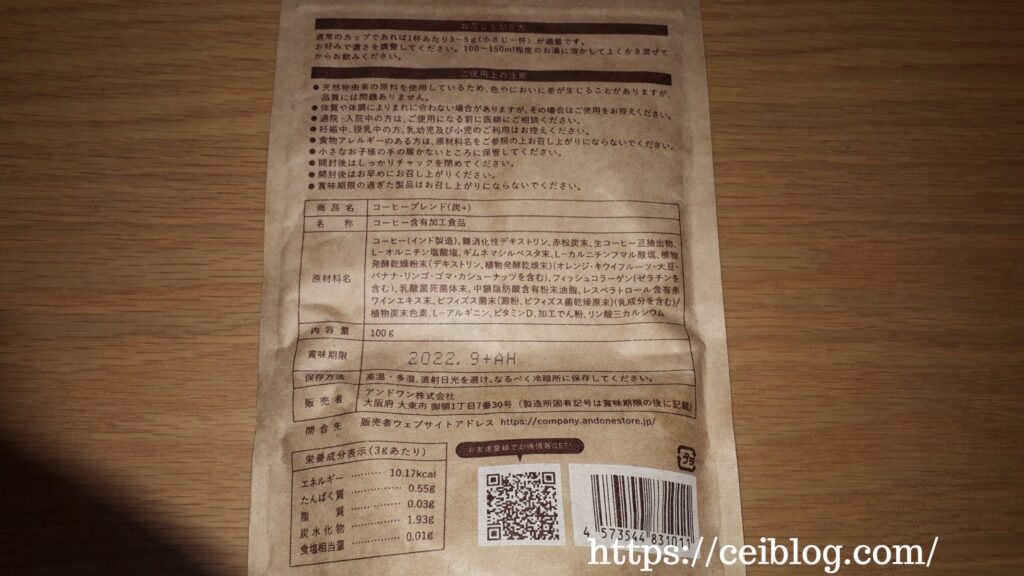 お召し上がり方
通常のカップであれば1杯あたり3~5g(小さじ一杯)が適量です。
お好みで濃さを調整してください。100~150ml程度のお湯に溶かしてよくかき混ぜて
からお飲みください。
ご使用上の注意
●天然物由来の原料を使用しているため、色やにおいに差が生じることがありますが、
品質には問題ありません。
●体質や体調によりまれに合わない場合がありますが、その場合はご使用をお控えください。
●通院・入院中の方は、ご使用になる前に医師にご相談ください。
●妊娠中、授乳中の方、乳幼児及び小児のご利用はお控えください。
●食物アレルギーのある方は、原材料名をご参照の上お召し上がりにならないでください。
●小さなお子様の手の届かないところに保管してください。
●開封後はしっかりチャックを閉めてください。
●開封後はお早めにお召し上がりください。
●賞味期限の過ぎた製品はお召し上がりにならないでください。
商品名 コーヒーブレンド(炭+)
名称 コーヒー含有加工食品
原材料名 コーヒー(インド製造)、難消化性デキストリン、赤松炭末、生コーヒー豆抽出物、
L-オルニチン塩酸塩、ギムネマシルベスタ末、L-カルニチンフマル酸塩、植物
発酵乾燥粉末(デキストリン、植物発酵乾燥末)(オレンジ・キウイフルーツ・大豆・
バナナ・リンゴ・ゴマ・カシューナッツを含む)、フィッシュコラーゲン(ゼラチンを
含む)、乳酸菌死菌体末、中鎖脂肪酸含有粉末油脂、レスベラトロール含有赤
ワインエキス末、ビフィズス菌末(澱粉、ビフィズス菌乾燥原末)(乳成分を含む)/
植物炭末色素、L-アルギニン、ビタミンD、加工でん粉、リン酸三カルシウム
内容量 100g
賞味期限 2022.9+AH
保存方法 高温・多湿、直射日光を避け、なるべく冷暗所に保存してください。
販売者 アンドワン株式会社
大阪府 大東市 御領1丁目7番30号(製造所固有記号は賞味期限の後に記載)
問合先 販売者ウェブサイトアドレス https://company.andonestore.jp/
栄養成分表示(3gあたり)
エネルギー 10.17kcal
たんぱく質 0.55g
脂質 0.03g
炭水化物 1.93g
食塩相当量 0.01g
お友達登録でお得情報GET!
プラ
4 573544 831011
https://ceiblog.com/